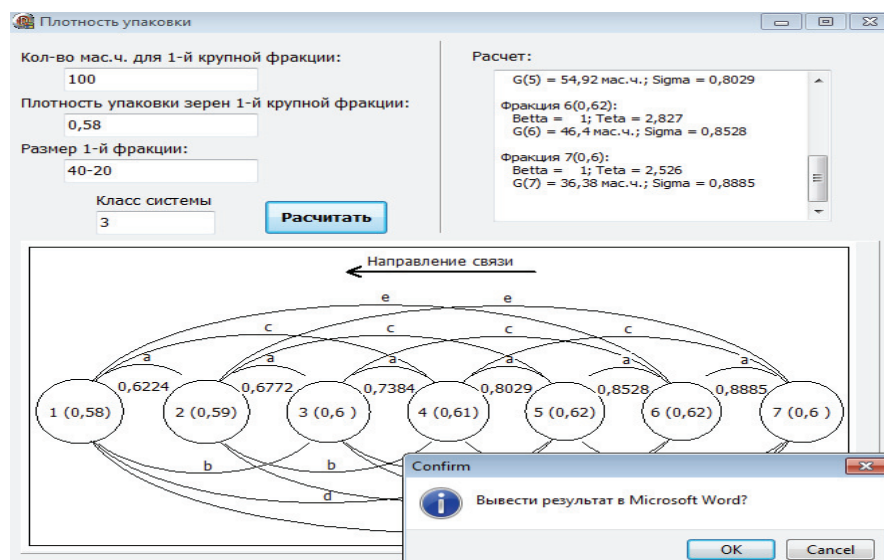 Плотность упаковки
Кол-во мас.ч. для 1-й крупной фракции:
100
Плотность упаковки зерен 1-й крупной фракции:
0,58
Размер 1-й фракции:
40-20
Класс системы
3
Расчитать
Расчет:
G(5) = 54,92 мас.ч.; Sigma = 0,8029
Фракция 6(0,62):
Betta = 1; Teta = 2,827
G(6) = 46,4 мас.ч.; Sigma = 0,8528
Фракция 7(0,6):
Betta = 1; Teta = 2,526
G(7) = 36,38 мас.ч.; Sigma = 0,8885
Направление связи
e e
c c c c
a a a a a a
0,6224 0,6772 0,7384 0,8029 0,8528 0,8885
1 (0,58) 2 (0,59) 3 (0,6 ) 4 (0,61) 5 (0,62) 6 (0,62) 7 (0,6 )
b b
d
Confirm
Вывести результат в Microsoft Word?
OK Cancel